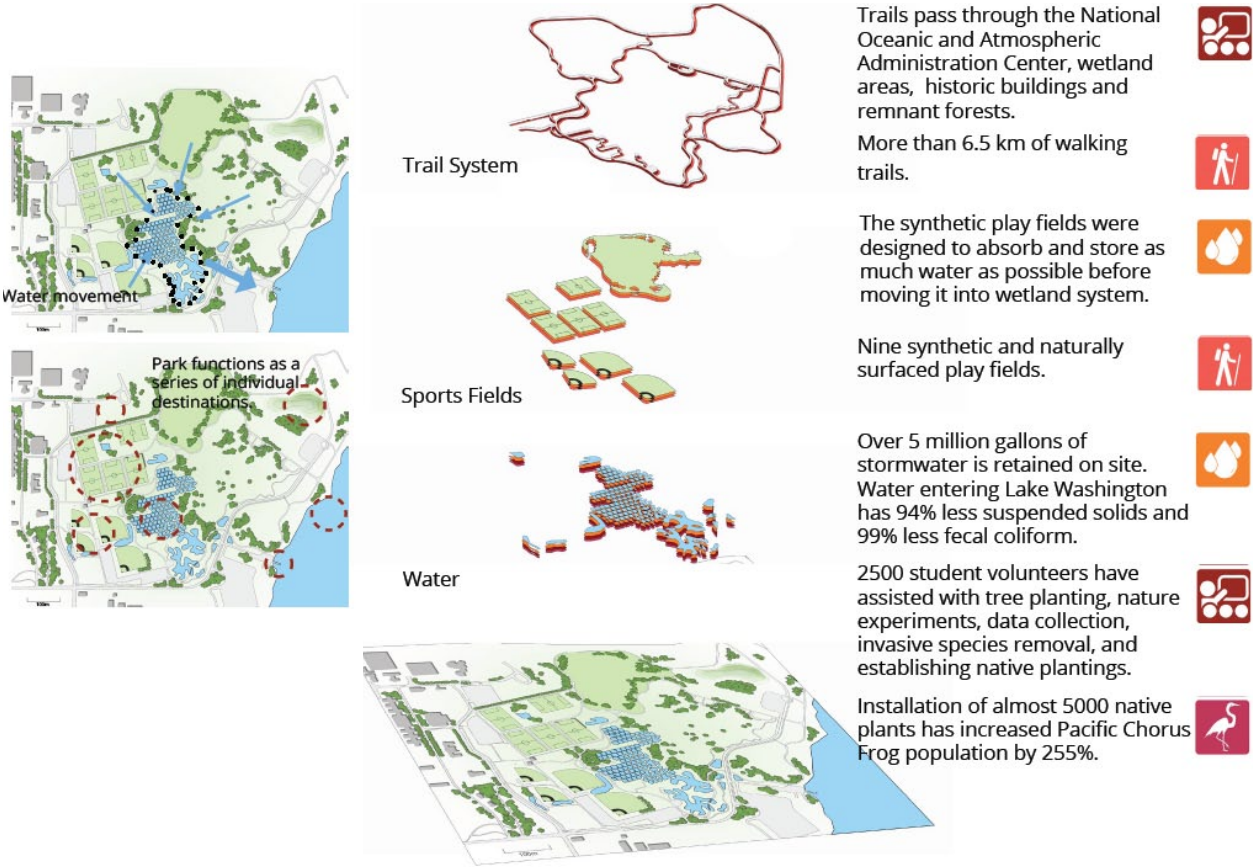 Water movement
100m
Park functions as a
series of individual
destinations.
100m
Trail System
Sports Fields
Water
100m
Trails pass through the National
Oceanic and Atmospheric
Administration Center, wetland
areas, historic buildings and
remnant forests.
More than 6.5 km of walking
trails.
The synthetic play fields were
designed to absorb and store as
much water as possible before
moving it into wetland system.
Nine synthetic and naturally
surfaced play fields.
Over 5 million gallons of
stormwater is retained on site.
Water entering Lake Washington
has 94% less suspended solids and
99% less fecal coliform.
2500 student volunteers have
assisted with tree planting, nature
experiments, data collection,
invasive species removal, and
establishing native plantings.
Installation of almost 5000 native
plants has increased Pacific Chorus
Frog population by 255%.